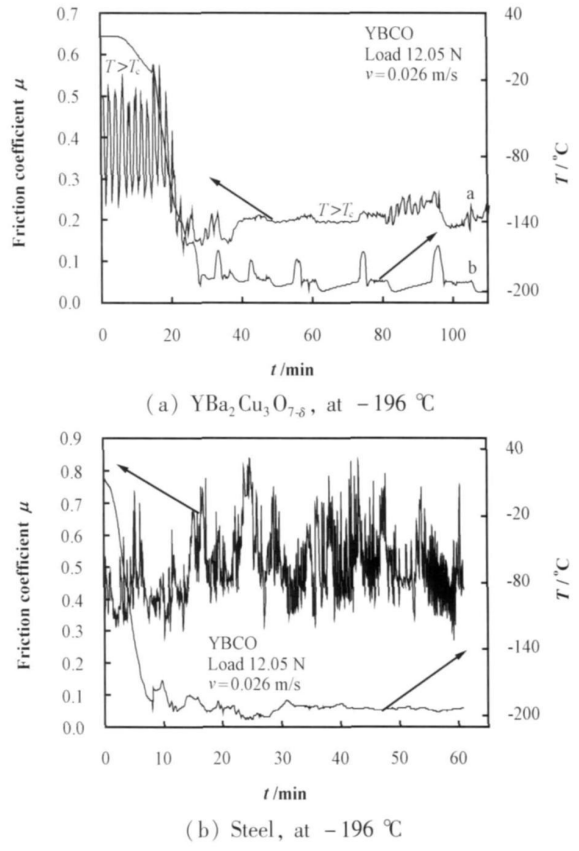 YBCO
Load 12.05 N
v=0.026 m/s
T>Tc
T>Tc
a
b
Friction coefficient μ
0.7
0.6
0.5
0.4
0.3
0.2
0.1
0.0
40
-20
-80
-140
-200
T/°C
0 20 40 60 80 100
t/min
(a) YBa2Cu3O7-δ, at -196 ℃
Friction coefficient μ
0.9
0.8
0.7
0.6
0.5
0.4
0.3
0.2
0.1
0.0
YBCO
Load 12.05 N
v=0.026 m/s
40
-20
-80
-140
-200
T/°C
0 10 20 30 40 50 60
t/min
(b) Steel, at -196 ℃